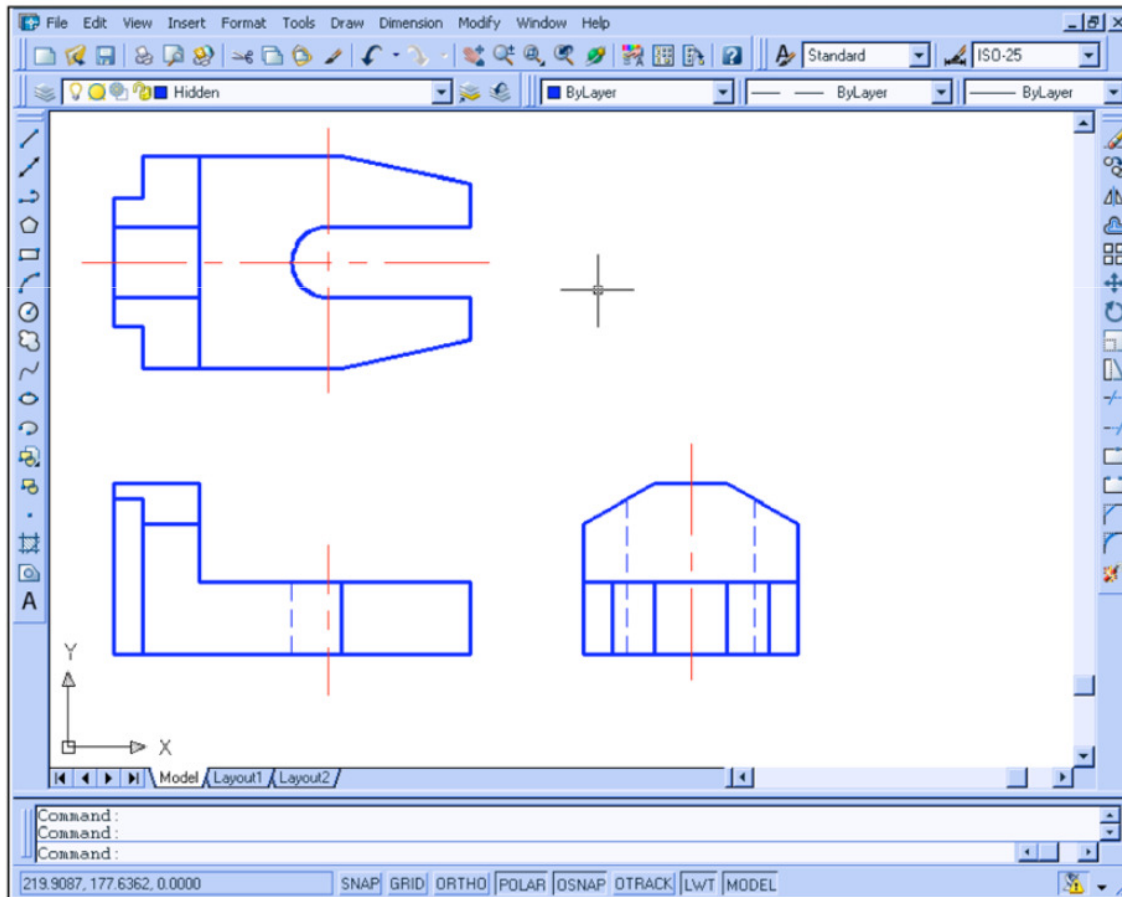 File Edit View Insert Format Tools Draw Dimension Modify Window Help
Standard ISO-25
Hidden ByLayer ByLayer ByLayer
A
Y
X
Model Layout1 Layout2
Command:
Command:
Command:
219.9087, 177.6362, 0.0000 SNAP GRID ORTHO POLAR OSNAP OTRACK LWT MODEL